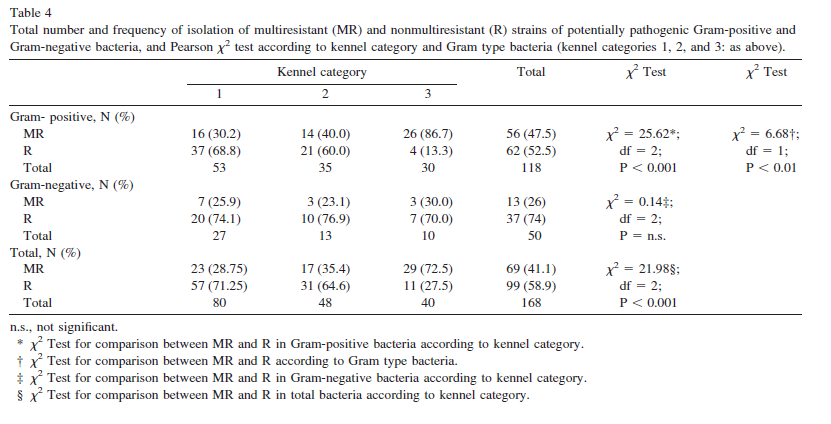 Table 4
Total number and frequency of isolation of multiresistant (MR) and nonmultiresistant (R) strains of potentially pathogenic Gram-positive and
Gram-negative bacteria, and Pearson χ² test according to kennel category and Gram type bacteria (kennel categories 1, 2, and 3: as above).
Kennel category Total χ² Test χ² Test
1 2 3
Gram- positive, N (%)
MR 16 (30.2) 14 (40.0) 26 (86.7) 56 (47.5) χ² = 25.62*; χ² = 6.68†;
R 37 (68.8) 21 (60.0) 4 (13.3) 62 (52.5) df = 2; df = 1;
Total 53 35 30 118 P < 0.001 P < 0.01
Gram-negative, N (%)
MR 7 (25.9) 3 (23.1) 3 (30.0) 13 (26) χ² = 0.14‡;
R 20 (74.1) 10 (76.9) 7 (70.0) 37 (74) df = 2;
Total 27 13 10 50 P = n.s.
Total, N (%)
MR 23 (28.75) 17 (35.4) 29 (72.5) 69 (41.1) χ² = 21.98§;
R 57 (71.25) 31 (64.6) 11 (27.5) 99 (58.9) df = 2;
Total 80 48 40 168 P < 0.001
n.s., not significant.
* χ² Test for comparison between MR and R in Gram-positive bacteria according to kennel category.
† χ² Test for comparison between MR and R according to Gram type bacteria.
‡ χ² Test for comparison between MR and R in Gram-negative bacteria according to kennel category.
§ χ² Test for comparison between MR and R in total bacteria according to kennel category.